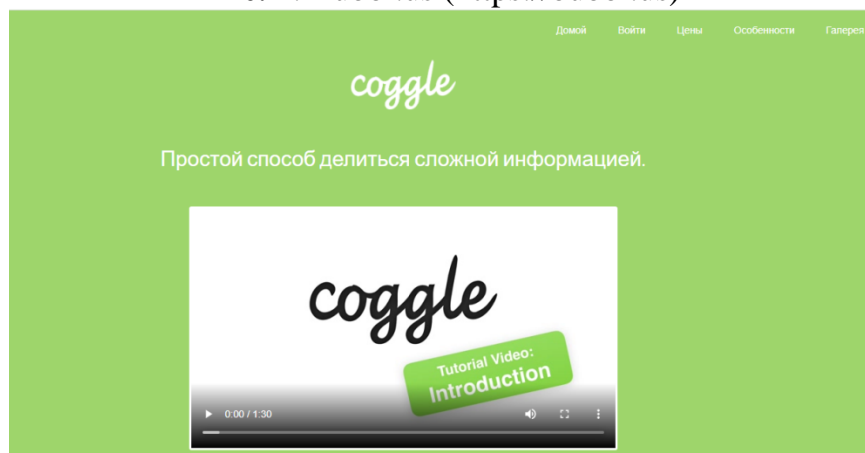 Домой Войти Цены Особенности Галерея
coggle
Простой способ делиться сложной информацией.
coggle
Tutorial Video:
Introduction
0:00 / 1:30